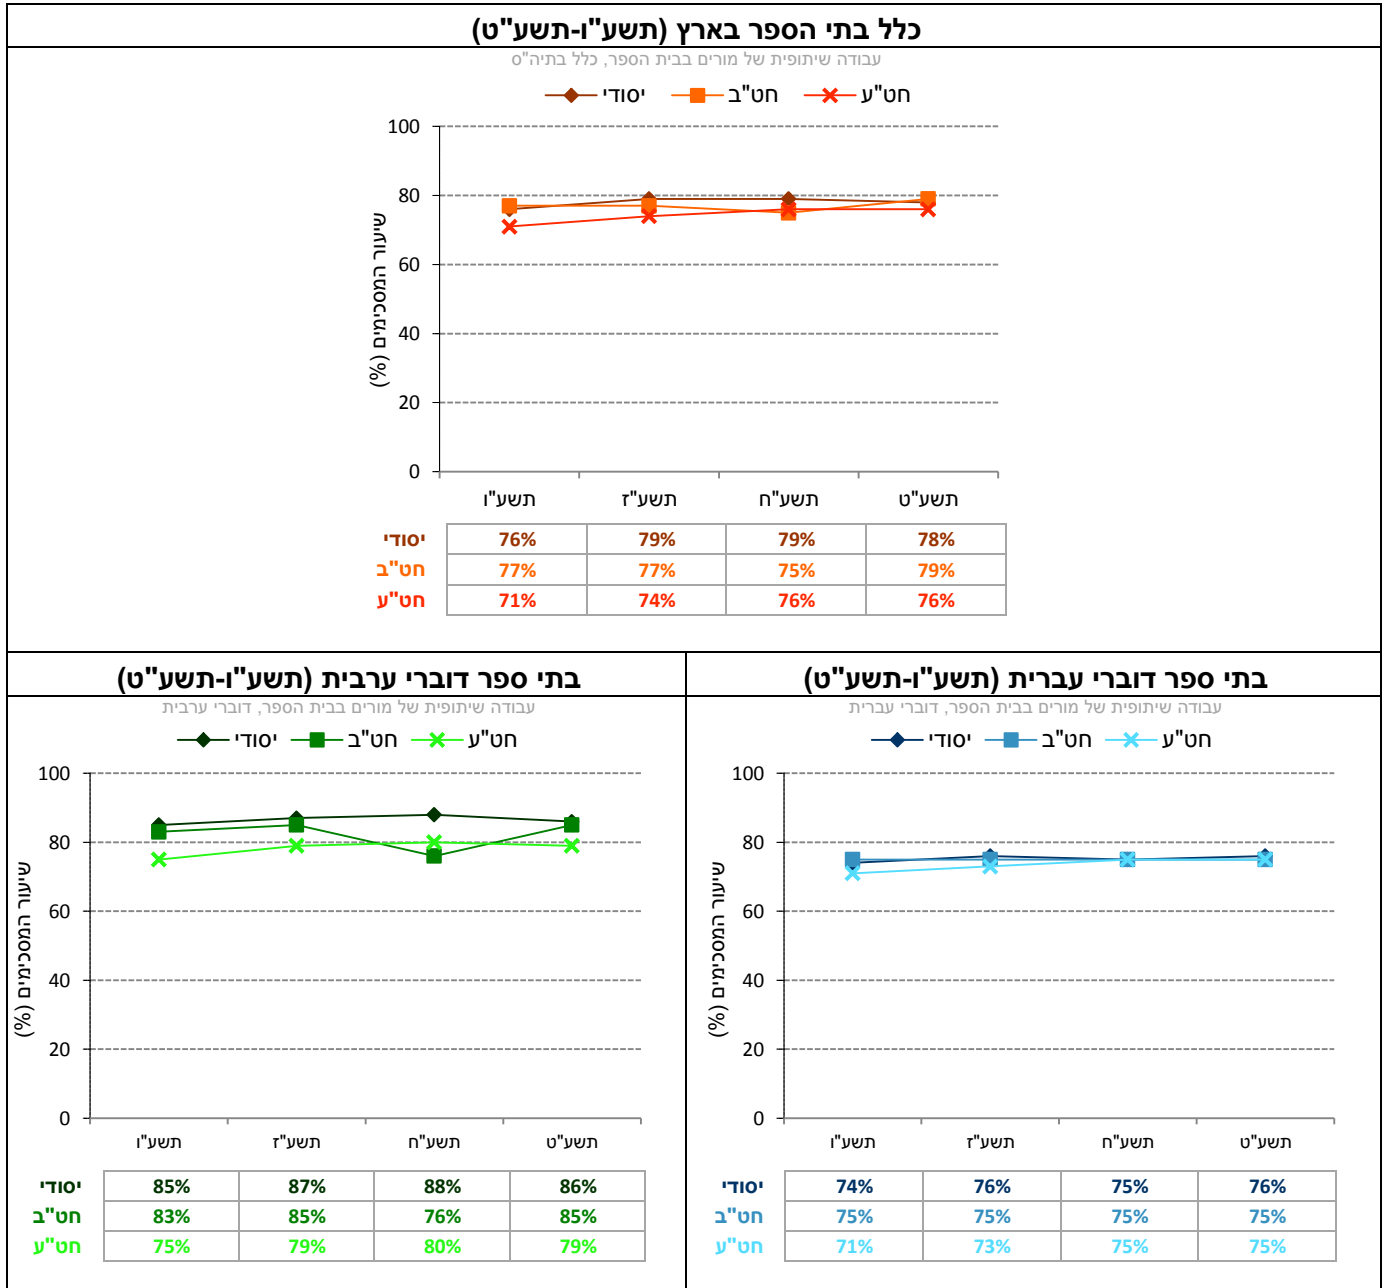 כלל בתי הספר בארץ (תשע"ו-תשע"ט)
עבודה שיתופית של מורים בבית הספר, כלל בתיה"ס
יסודי חט"ב חט"ע
שיעור המסכימים (%)
100
80
60
40
20
0
תשע"ו תשע"ז תשע"ח תשע"ט
יסודי 76% 79% 79% 78%
חט"ב 77% 77% 75% 79%
חט"ע 71% 74% 76% 76%
בתי ספר דוברי עברית (תשע"ו-תשע"ט)
עבודה שיתופית של מורים בבית הספר, דוברי עברית
יסודי חט"ב חט"ע
שיעור המסכימים (%)
100
80
60
40
20
0
תשע"ו תשע"ז תשע"ח תשע"ט
יסודי 74% 76% 75% 76%
חט"ב 75% 75% 75% 75%
חט"ע 71% 73% 75% 75%
בתי ספר דוברי ערבית (תשע"ו-תשע"ט)
עבודה שיתופית של מורים בבית הספר, דוברי ערבית
יסודי חט"ב חט"ע
שיעור המסכימים (%)
100
80
60
40
20
0
תשע"ו תשע"ז תשע"ח תשע"ט
יסודי 85% 87% 88% 86%
חט"ב 83% 85% 76% 85%
חט"ע 75% 79% 80% 79%